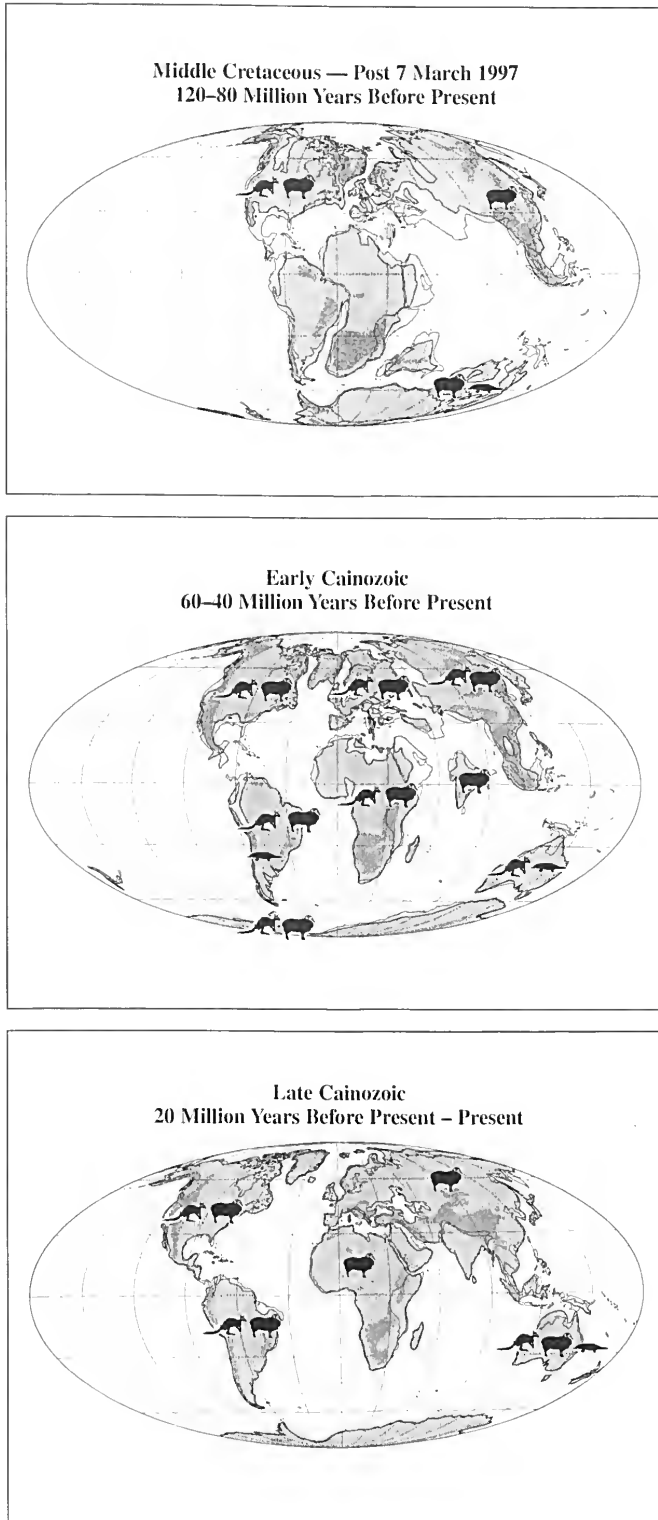 Middle Cretaceous — Post 7 March 1997
120–80 Million Years Before Present
Early Cainozoic
60–40 Million Years Before Present
Late Cainozoic
20 Million Years Before Present – Present